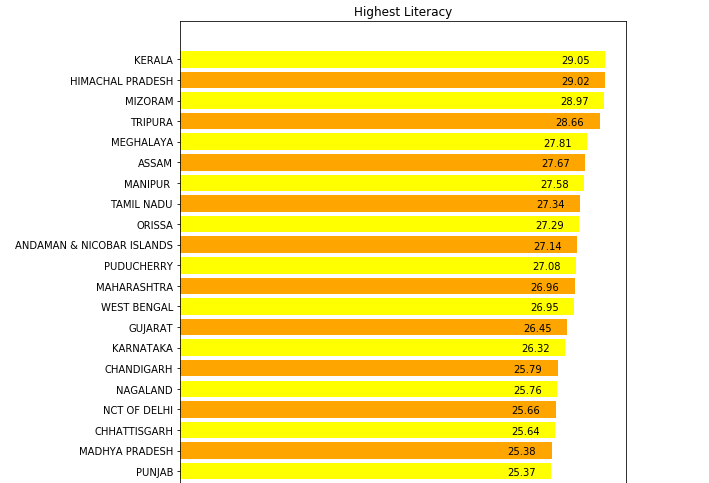 Highest Literacy
KERALA 29.05
HIMACHAL PRADESH 29.02
MIZORAM 28.97
TRIPURA 28.66
MEGHALAYA 27.81
ASSAM 27.67
MANIPUR 27.58
TAMIL NADU 27.34
ORISSA 27.29
ANDAMAN & NICOBAR ISLANDS 27.14
PUDUCHERRY 27.08
MAHARASHTRA 26.96
WEST BENGAL 26.95
GUJARAT 26.45
KARNATAKA 26.32
CHANDIGARH 25.79
NAGALAND 25.76
NCT OF DELHI 25.66
CHHATTISGARH 25.64
MADHYA PRADESH 25.38
PUNJAB 25.37